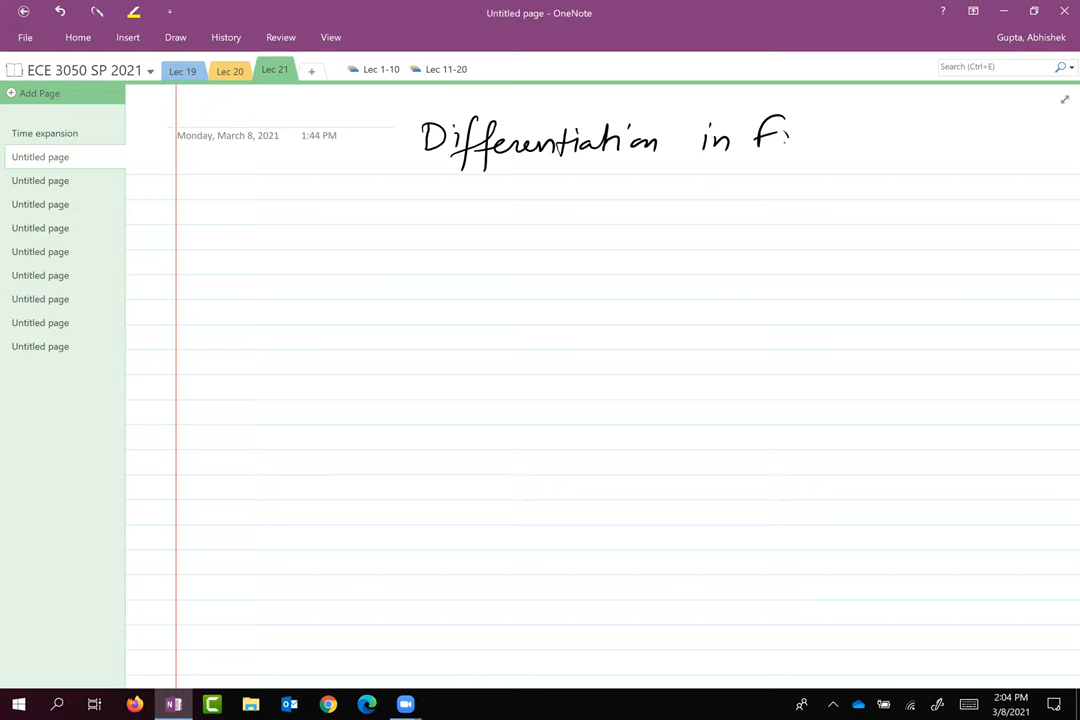 Untitled page - OneNote
?
File Home Insert Draw History Review View
Gupta, Abhishek
ECE 3050 SP 2021
Lec 19
Lec 20
Lec 21
+
Lec 1-10
Lec 11-20
Search (Ctrl+E)
Add Page
Time expansion
Untitled page
Untitled page
Untitled page
Untitled page
Untitled page
Untitled page
Untitled page
Untitled page
Untitled page
Monday, March 8, 2021 1:44 PM
Differentiation in
2:04 PM
3/8/2021